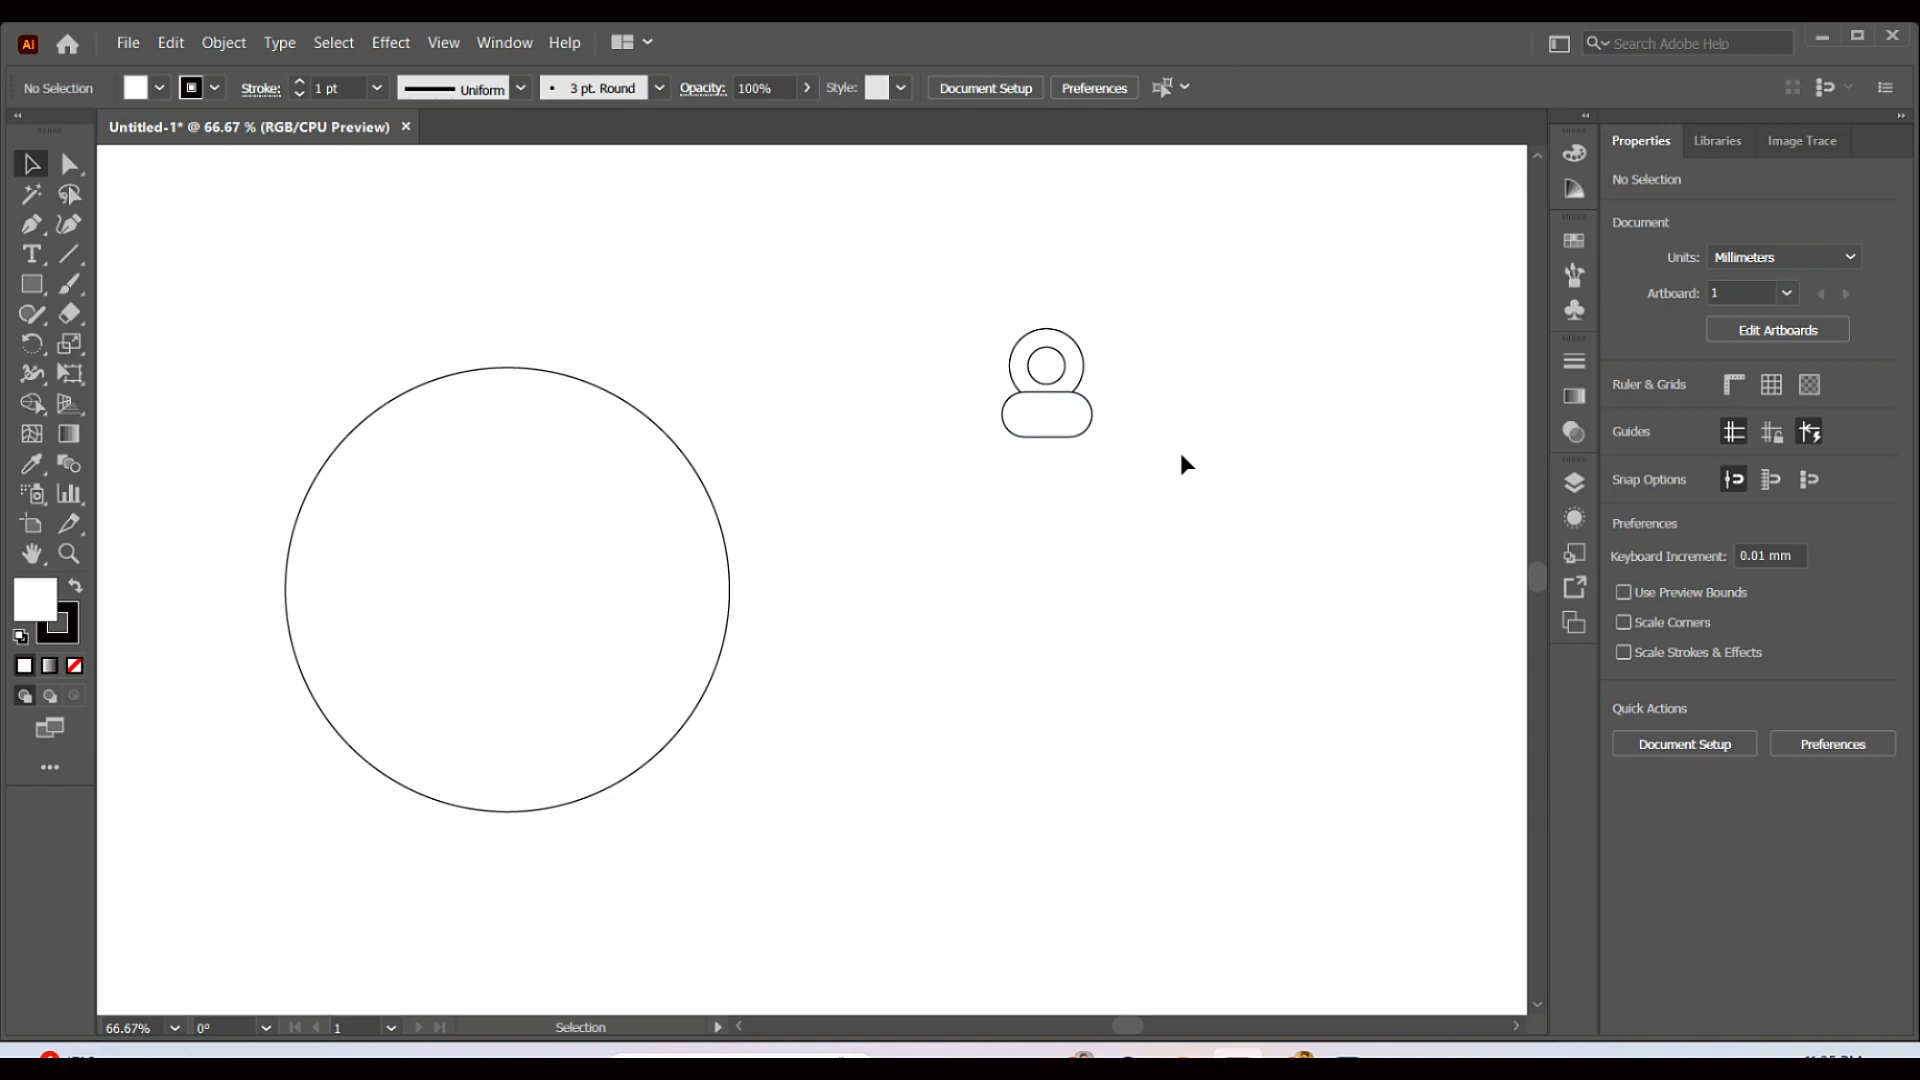 Ai File Edit Object Type Select Effect View Window Help Search Adobe Help
No Selection Stroke: 1 pt Uniform 3 pt. Round Opacity: 100% Style: Document Setup Preferences
Untitled-1* @ 66.67 % (RGB/CPU Preview)
Properties Libraries Image Trace
No Selection
Document
Units: Millimeters
Artboard: 1
Edit Artboards
Ruler & Grids
Guides
Snap Options
Preferences
Keyboard Increment: 0.01 mm
Use Preview Bounds
Scale Corners
Scale Strokes & Effects
Quick Actions
Document Setup Preferences
66.67% 0° 1 Selection